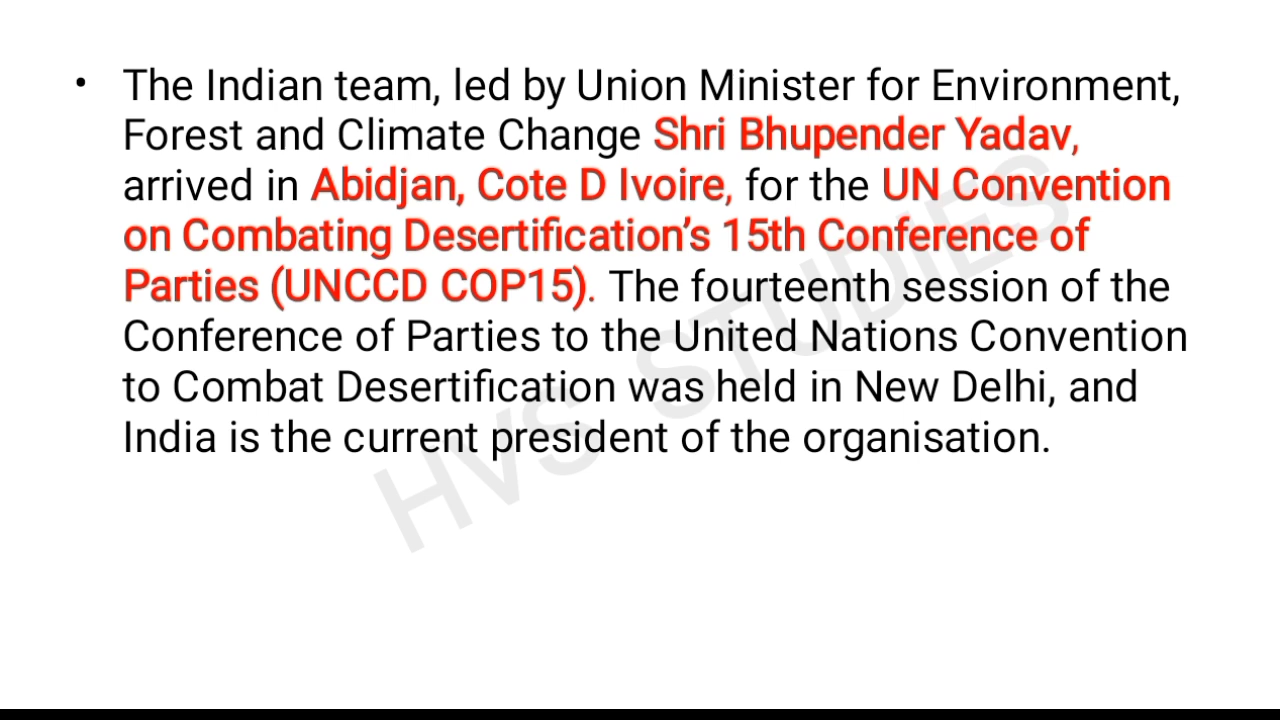 • The Indian team, led by Union Minister for Environment,
Forest and Climate Change Shri Bhupender Yadav,
arrived in Abidjan, Cote D Ivoire, for the UN Convention
on Combating Desertification’s 15th Conference of
Parties (UNCCD COP15). The fourteenth session of the
Conference of Parties to the United Nations Convention
to Combat Desertification was held in New Delhi, and
India is the current president of the organisation.
HVS STUDIES